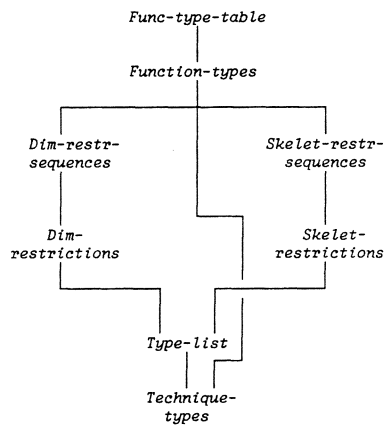 Func-type-table
Function-types
Dim-restr-
sequences
Skelet-restr-
sequences
Dim-
restrictions
Skelet-
restrictions
Type-list
Technique-
types